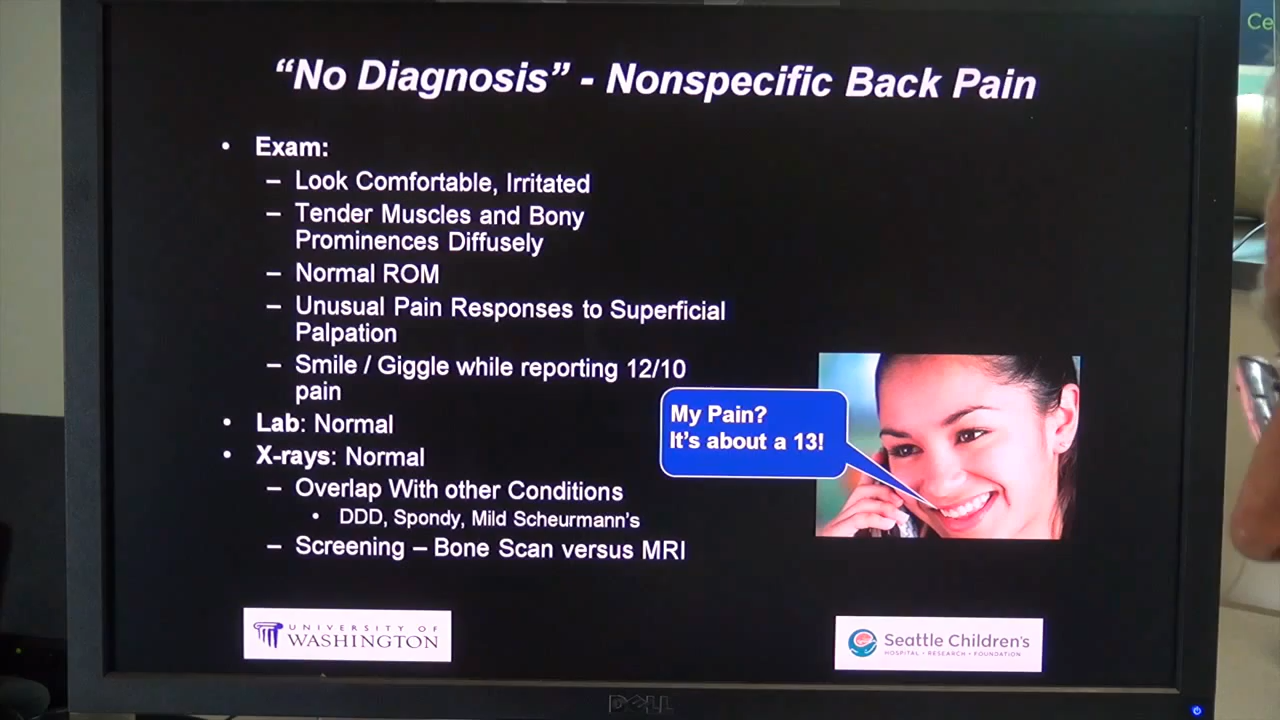 Ce
“No Diagnosis” - Nonspecific Back Pain
• Exam:
– Look Comfortable, Irritated
– Tender Muscles and Bony
Prominences Diffusely
– Normal ROM
– Unusual Pain Responses to Superficial
Palpation
– Smile / Giggle while reporting 12/10
pain
My Pain?
It’s about a 13!
• Lab: Normal
• X-rays: Normal
– Overlap With other Conditions
• DDD, Spondy, Mild Scheurmann’s
– Screening – Bone Scan versus MRI
UNIVERSITY OF
WASHINGTON
Seattle Children’s
HOSPITAL • RESEARCH • FOUNDATION
DELL